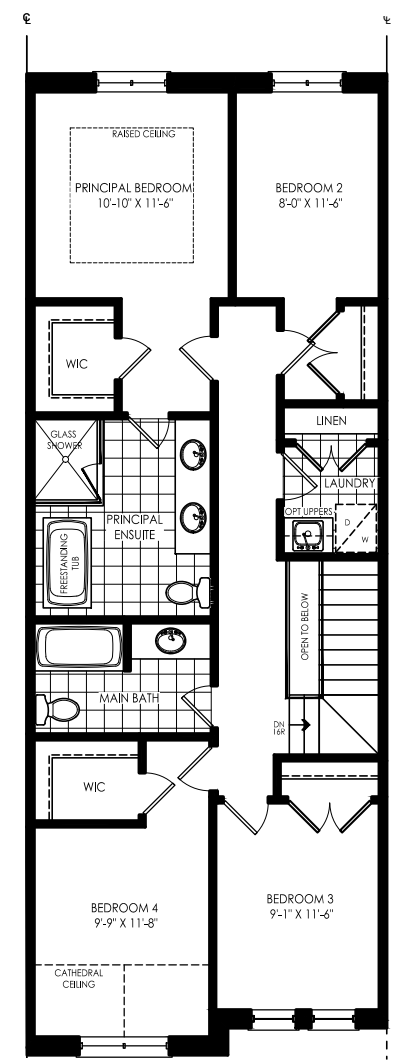 ℄
℄
RAISED CEILING
PRINCIPAL BEDROOM
10'-10" X 11'-6"
BEDROOM 2
8'-0" X 11'-6"
WIC
LINEN
GLASS
SHOWER
LAUNDRY
OPT UPPERS
D
W
PRINCIPAL
ENSUITE
FREESTANDING
TUB
OPEN TO BELOW
MAIN BATH
DN
16R
WIC
BEDROOM 3
9'-1" X 11'-6"
BEDROOM 4
9'-9" X 11'-8"
CATHEDRAL
CEILING